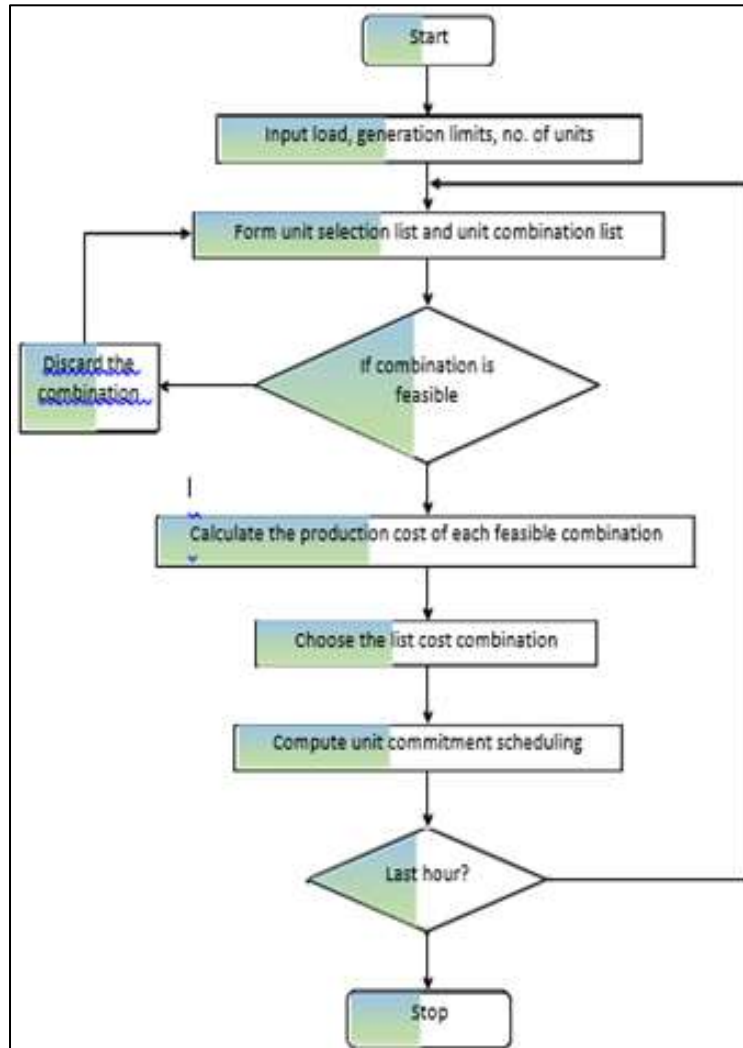 Start
Input load, generation limits, no. of units
Form unit selection list and unit combination list
If combination is
feasible
Discard the
combination
Calculate the production cost of each feasible combination
Choose the list cost combination
Compute unit commitment scheduling
Last hour?
Stop